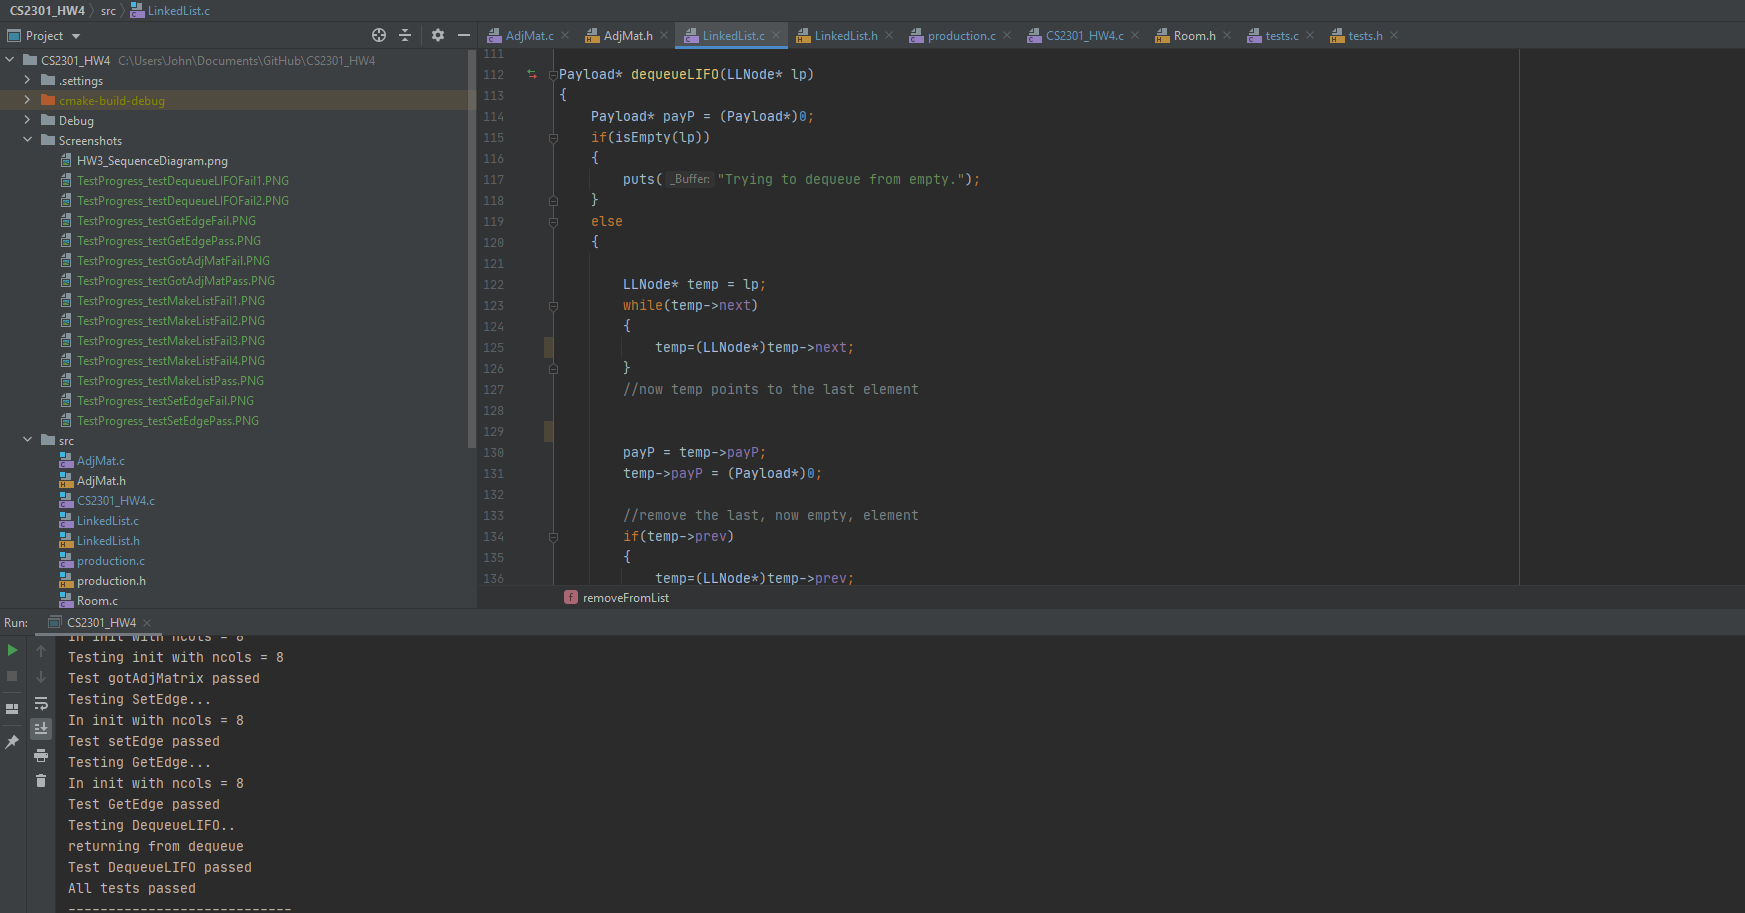 CS2301_HW4 src LinkedList.c
Project
AdjMat.c AdjMat.h LinkedList.c LinkedList.h production.c CS2301_HW4.c Room.h tests.c tests.h
CS2301_HW4 C:\Users\John\Documents\GitHub\CS2301_HW4
.settings
cmake-build-debug
Debug
Screenshots
HW3_SequenceDiagram.png
TestProgress_testDequeueLIFOFail1.PNG
TestProgress_testDequeueLIFOFail2.PNG
TestProgress_testGetEdgeFail.PNG
TestProgress_testGetEdgePass.PNG
TestProgress_testGotAdjMatFail.PNG
TestProgress_testGotAdjMatPass.PNG
TestProgress_testMakeListFail1.PNG
TestProgress_testMakeListFail2.PNG
TestProgress_testMakeListFail3.PNG
TestProgress_testMakeListFail4.PNG
TestProgress_testMakeListPass.PNG
TestProgress_testSetEdgeFail.PNG
TestProgress_testSetEdgePass.PNG
src
AdjMat.c
AdjMat.h
CS2301_HW4.c
LinkedList.c
LinkedList.h
production.c
production.h
Room.c
111
112 Payload* dequeueLIFO(LLNode* lp)
113 {
114 Payload* payP = (Payload*)0;
115 if(isEmpty(lp))
116 {
117 puts( _Buffer: "Trying to dequeue from empty.");
118 }
119 else
120 {
121
122 LLNode* temp = lp;
123 while(temp->next)
124 {
125 temp=(LLNode*)temp->next;
126 }
127 //now temp points to the last element
128
129
130 payP = temp->payP;
131 temp->payP = (Payload*)0;
132
133 //remove the last, now empty, element
134 if(temp->prev)
135 {
136 temp=(LLNode*)temp->prev;
f removeFromList
Run: CS2301_HW4
In init with ncols = 8
Testing init with ncols = 8
Test gotAdjMatrix passed
Testing SetEdge...
In init with ncols = 8
Test setEdge passed
Testing GetEdge...
In init with ncols = 8
Test GetEdge passed
Testing DequeueLIFO..
returning from dequeue
Test DequeueLIFO passed
All tests passed
----------------------------